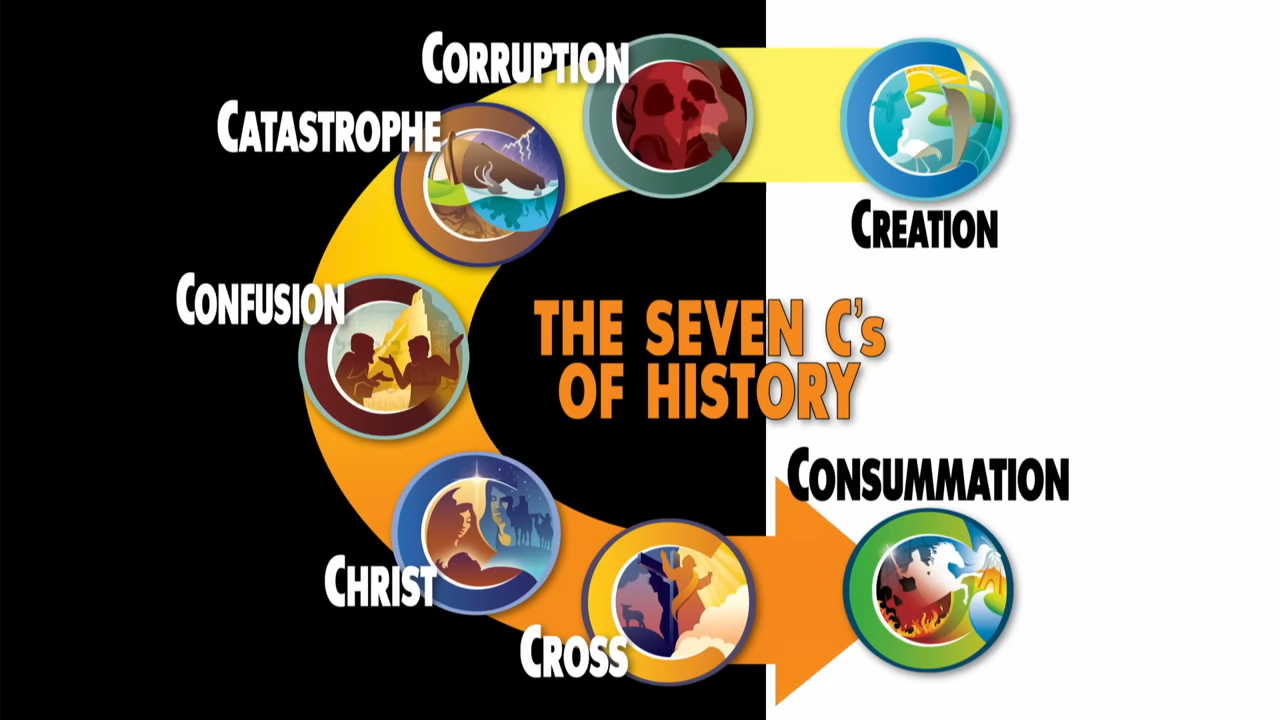 CORRUPTION
CREATION
CATASTROPHE
CONFUSION
THE SEVEN C's
OF HISTORY
CONSUMMATION
CHRIST
CROSS